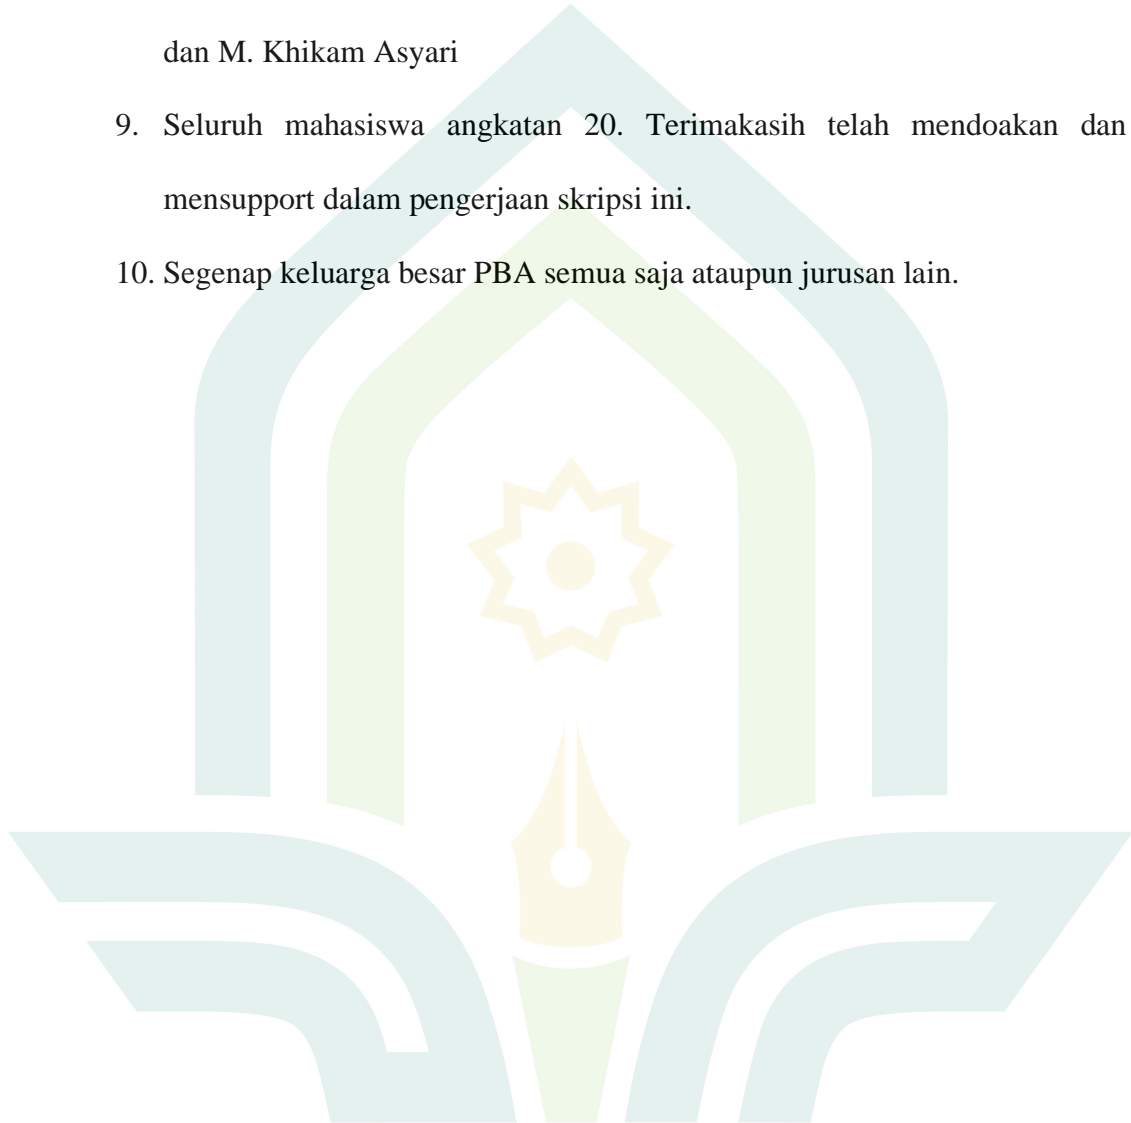 dan M. Khikam Asyari
9. Seluruh mahasiswa angkatan 20. Terimakasih telah mendoakan dan
mensupport dalam pengerjaan skripsi ini.
10. Segenap keluarga besar PBA semua saja ataupun jurusan lain.